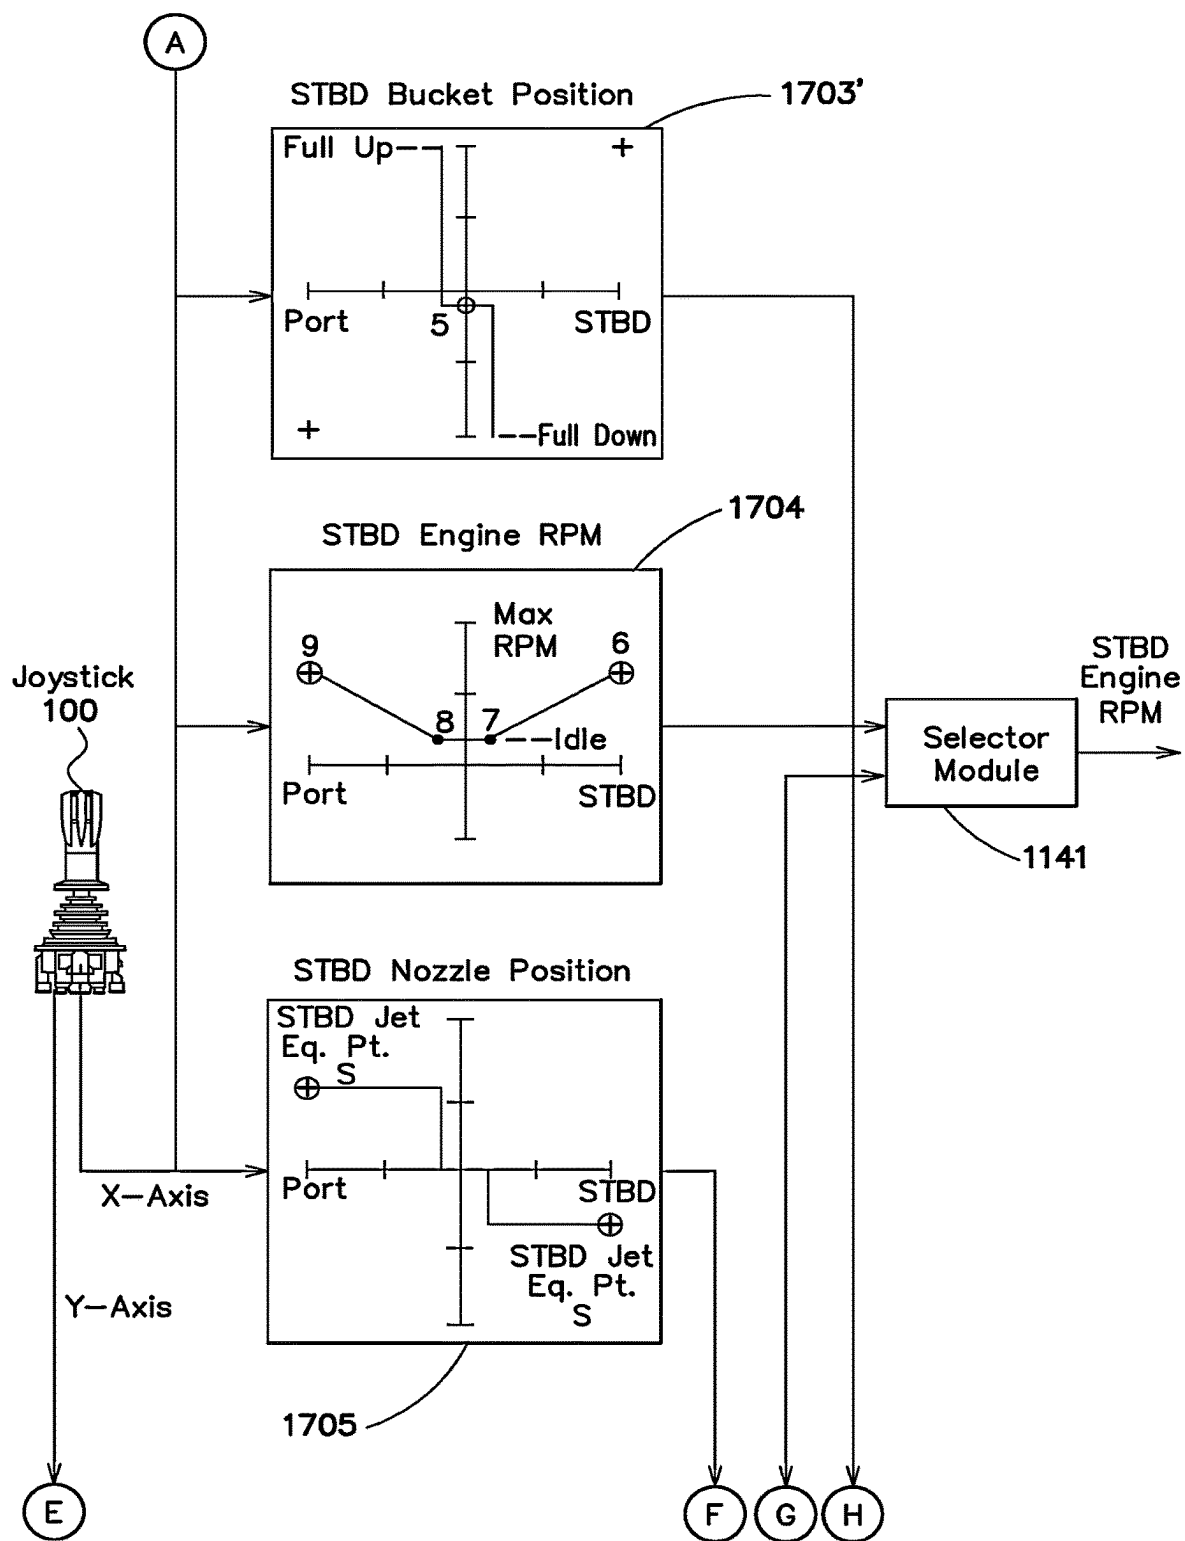 A
STBD Bucket Position
1703'
Full Up--
+
Port
5
STBD
+
--Full Down
STBD Engine RPM
1704
Max
RPM
9
6
8
7
--Idle
Port
STBD
Joystick
100
STBD
Engine
RPM
Selector
Module
1141
STBD Nozzle Position
STBD Jet
Eq. Pt.
S
Port
STBD
STBD Jet
Eq. Pt.
S
X-Axis
Y-Axis
1705
E
F
G
H